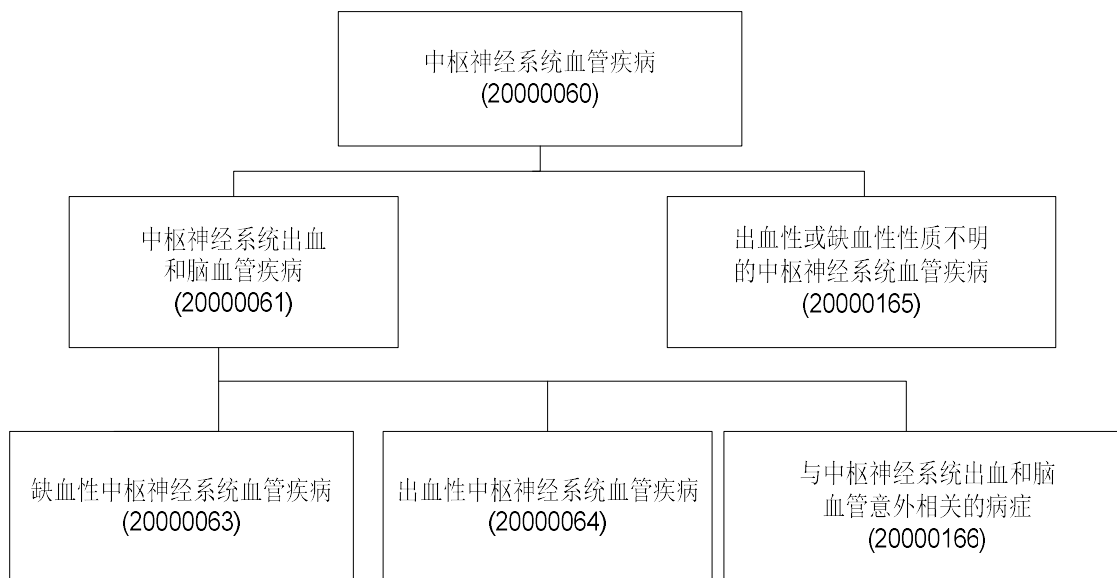 中枢神经系统血管疾病
(20000060)
中枢神经系统出血
和脑血管疾病
(20000061)
出血性或缺血性性质不明
的中枢神经系统血管疾病
(20000165)
缺血性中枢神经系统血管疾病
(20000063)
出血性中枢神经系统血管疾病
(20000064)
与中枢神经系统出血和脑
血管意外相关的病症
(20000166)